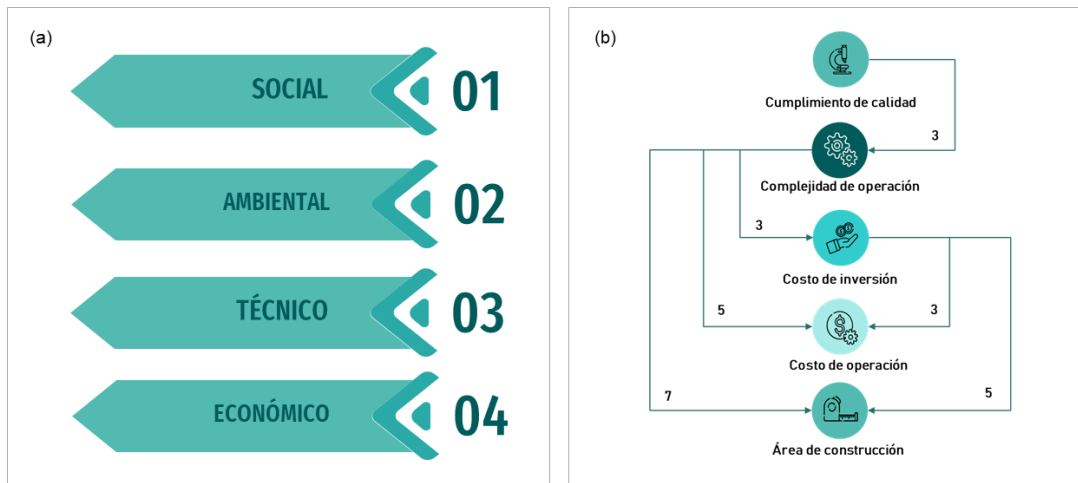 (a)
SOCIAL
01
AMBIENTAL
02
TÉCNICO
03
ECONÓMICO
04
(b)
Cumplimiento de calidad
3
Complejidad de operación
3
Costo de inversión
5
3
Costo de operación
7
5
Área de construcción